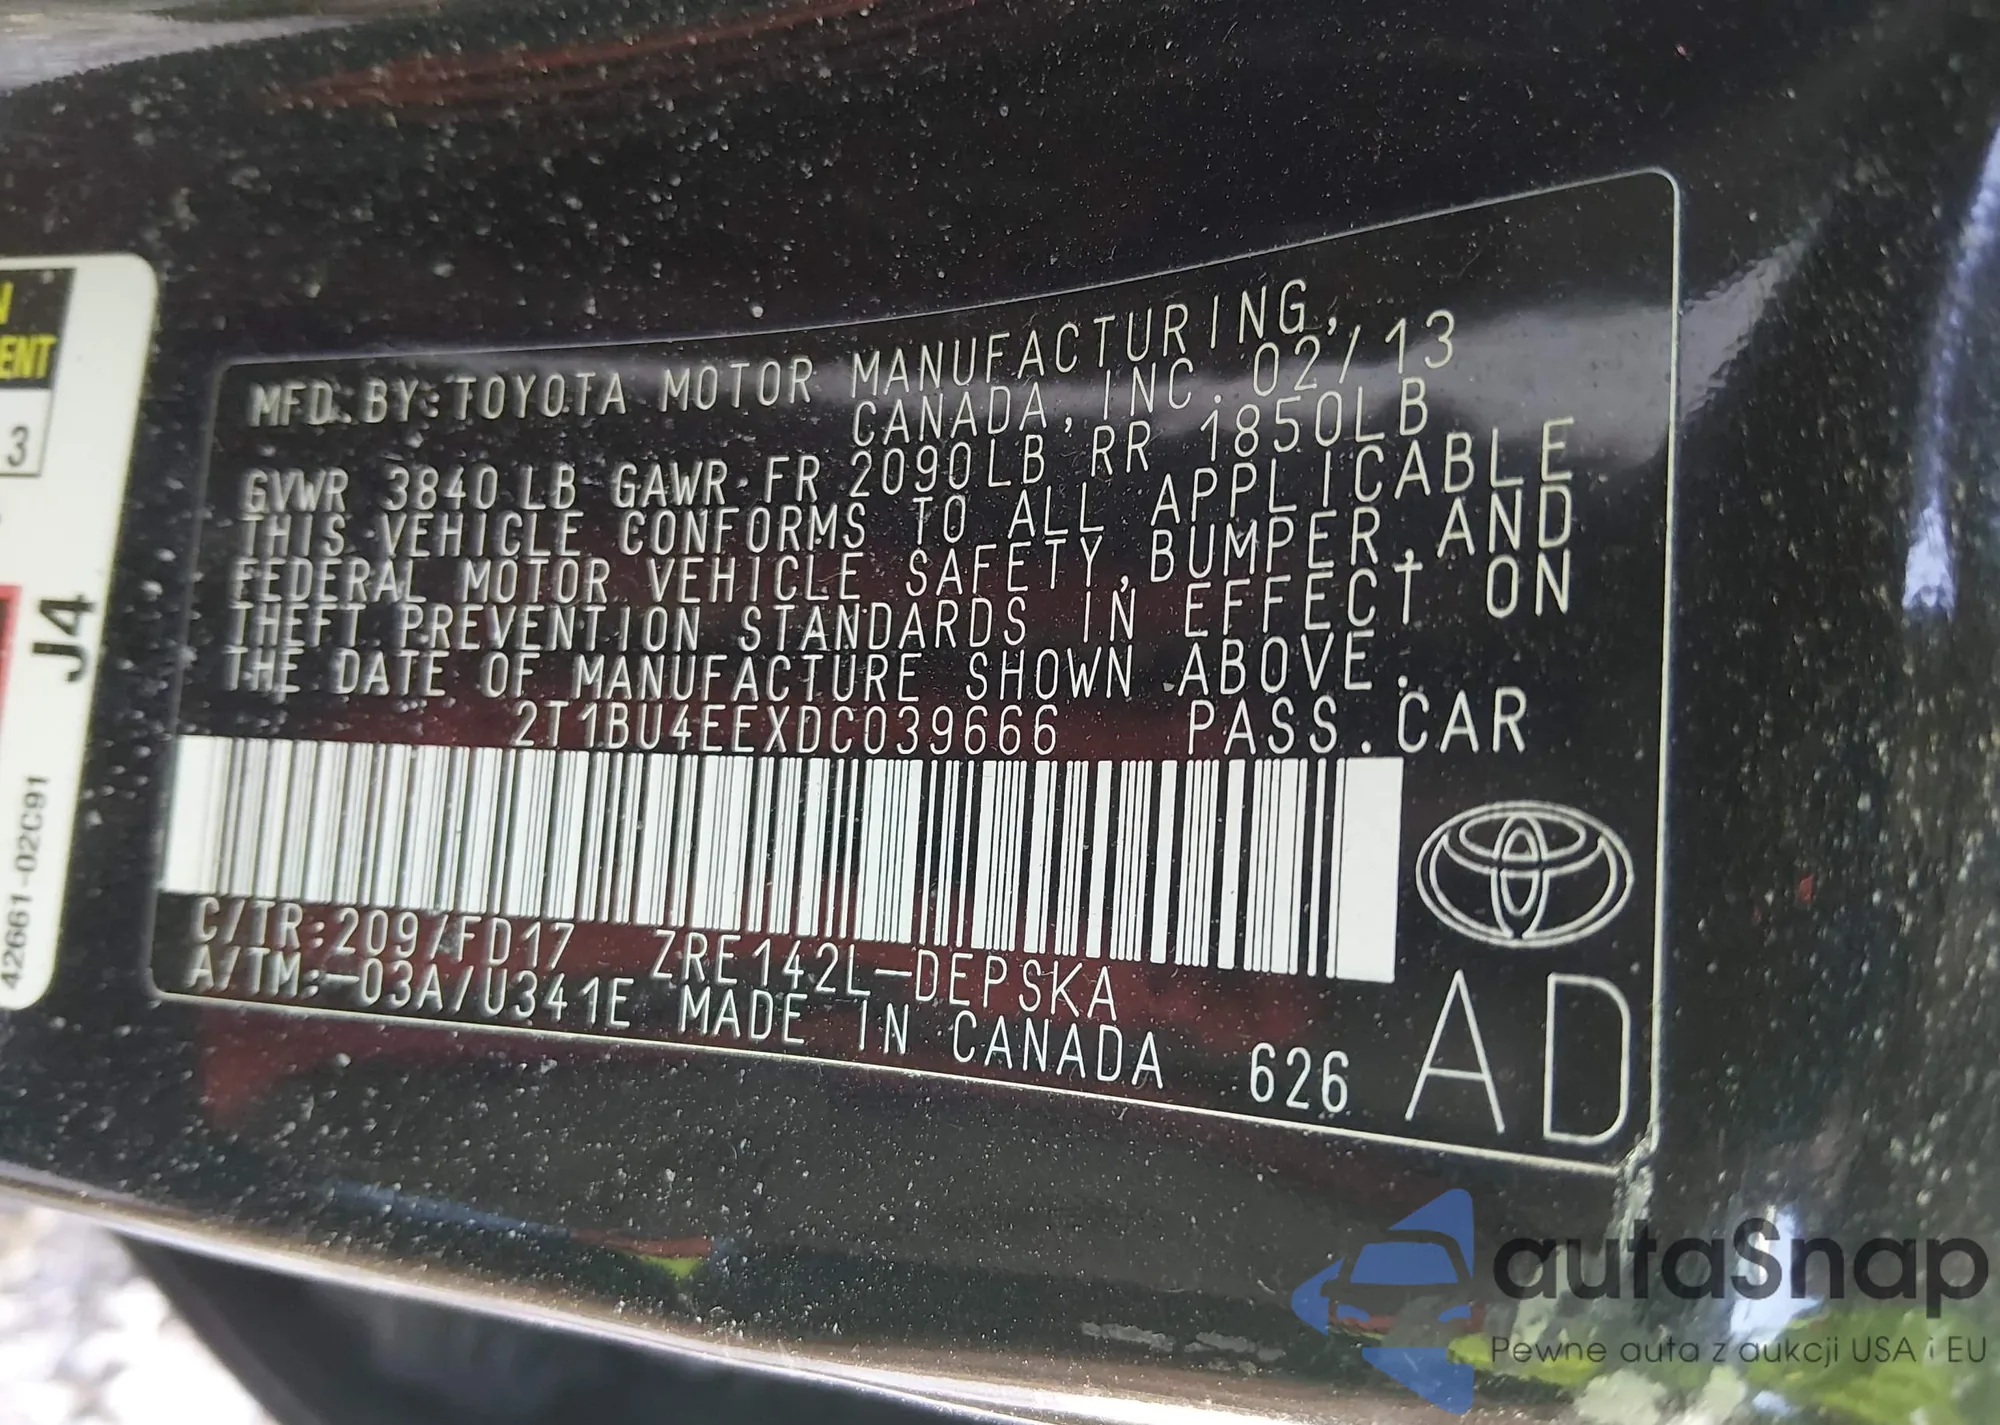 N
ENT
3
J4
42661-02C91
MFD. BY: TOYOTA MOTOR MANUFACTURING,
CANADA, INC. 02/13
GVWR 3840 LB GAWR FR 2090LB RR 1850LB
THIS VEHICLE CONFORMS TO ALL APPLICABLE
FEDERAL MOTOR VEHICLE SAFETY, BUMPER, AND
THEFT PREVENTION STANDARDS IN EFFECT ON
THE DATE OF MANUFACTURE SHOWN ABOVE.
2T1BU4EEXDC039666 PASS. CAR
C/TR:209/FD17 ZRE142L-DEPSKA
A/TM:-03A/U341E MADE IN CANADA 626 AD
autaSnap
Pewne auta z aukcji USA i EU